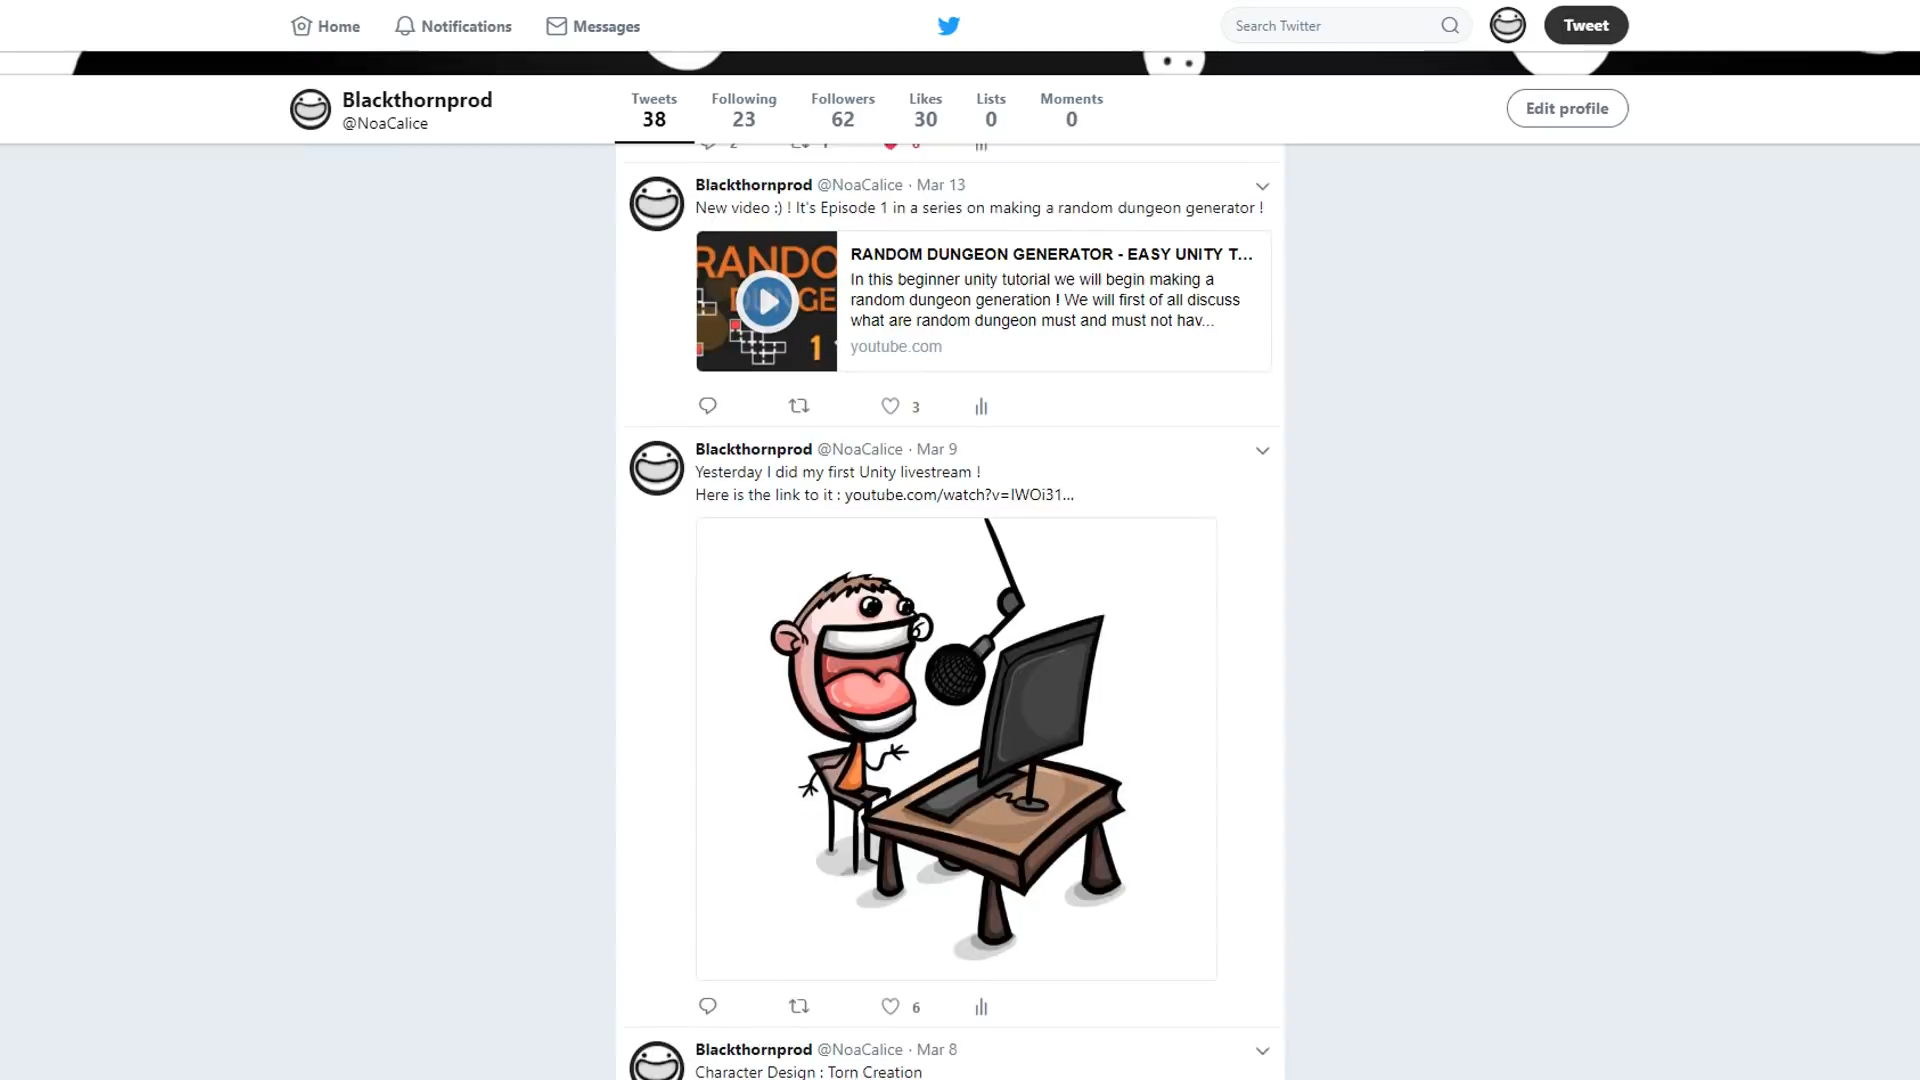 Home Notifications Messages Search Twitter Tweet
Blackthornprod
@NoaCalice
Tweets Following Followers Likes Lists Moments
38 23 62 30 0 0
Edit profile
Blackthornprod @NoaCalice · Mar 13
New video :) ! It's Episode 1 in a series on making a random dungeon generator !
RANDO
DUNGE
1
RANDOM DUNGEON GENERATOR - EASY UNITY T...
In this beginner unity tutorial we will begin making a
random dungeon generation ! We will first of all discuss
what are random dungeon must and must not hav...
youtube.com
3
Blackthornprod @NoaCalice · Mar 9
Yesterday I did my first Unity livestream !
Here is the link to it : youtube.com/watch?v=IWOi31...
6
Blackthornprod @NoaCalice · Mar 8
Character Design : Torn Creation